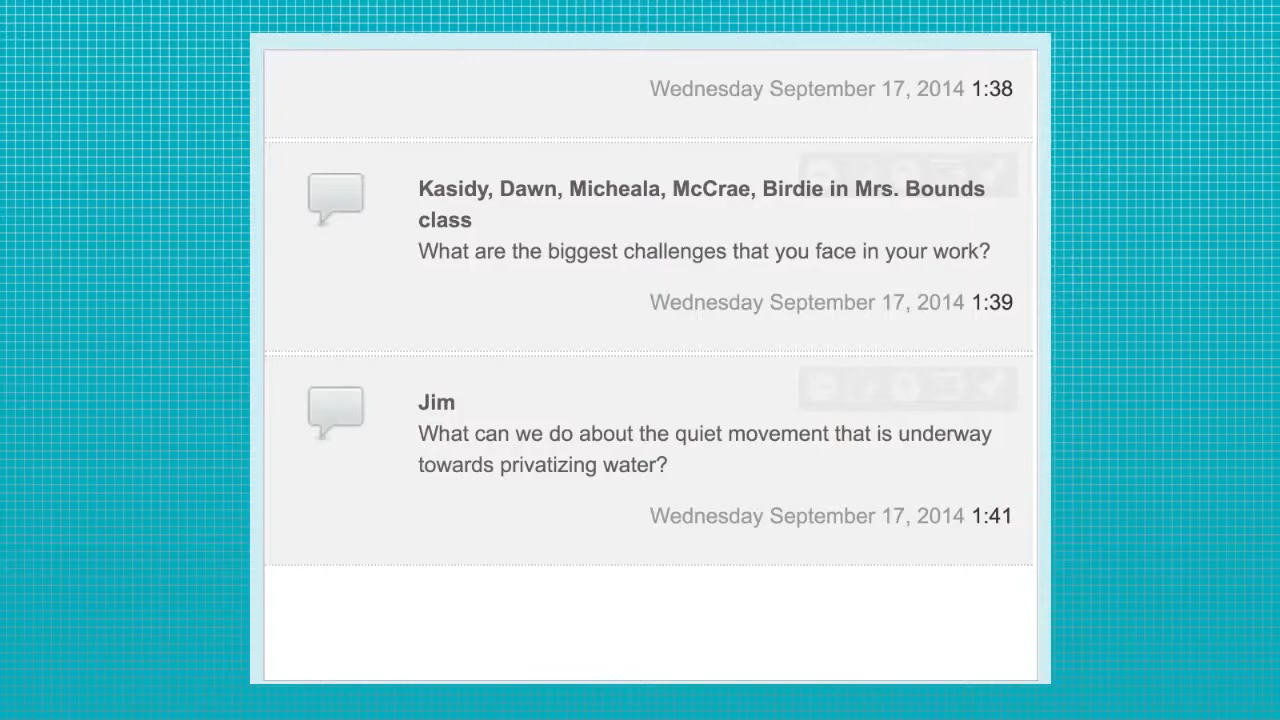 Wednesday September 17, 2014 1:38
Kasidy, Dawn, Micheala, McCrae, Birdie in Mrs. Bounds
class
What are the biggest challenges that you face in your work?
Wednesday September 17, 2014 1:39
Jim
What can we do about the quiet movement that is underway
towards privatizing water?
Wednesday September 17, 2014 1:41